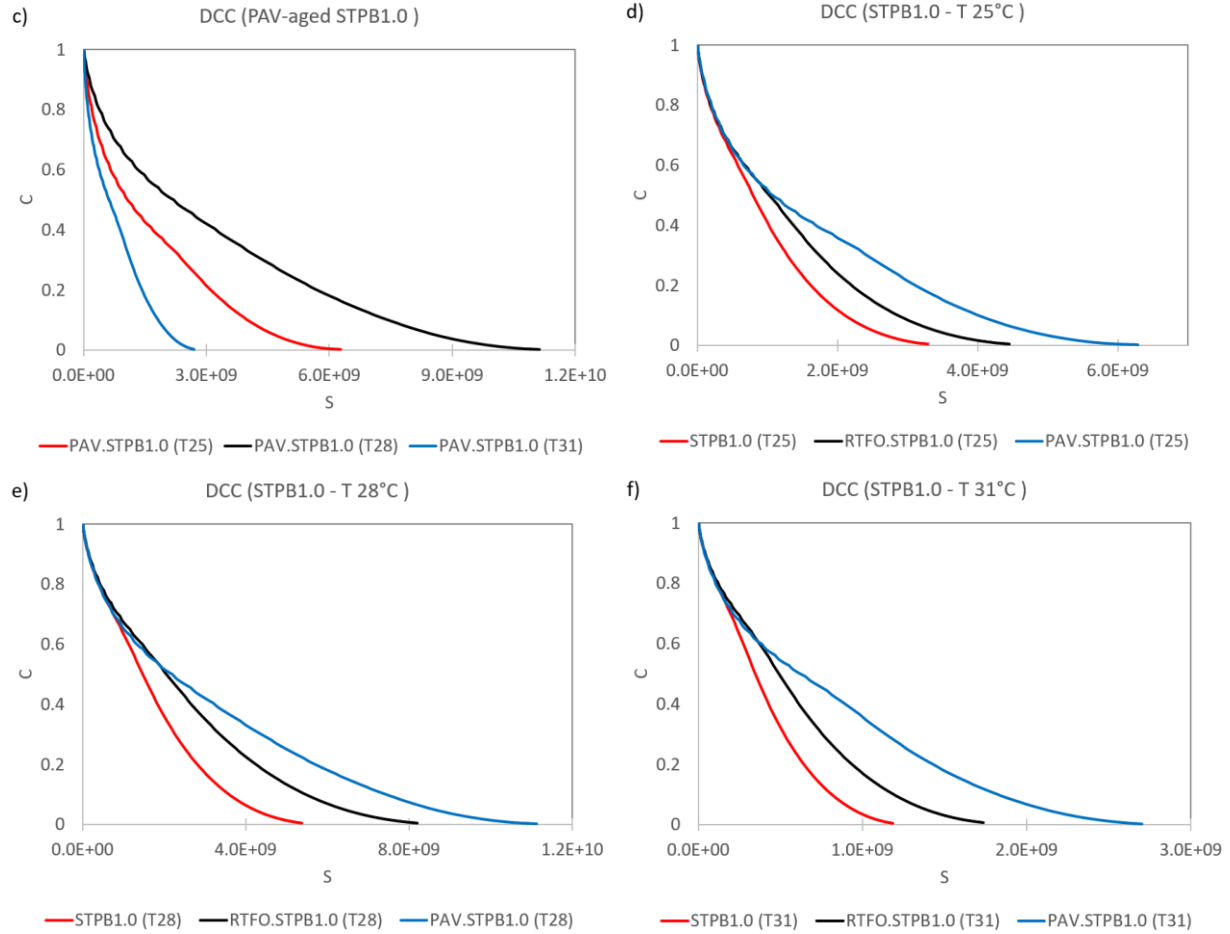 c)
DCC (PAV-aged STPB1.0 )
1
0.8
0.6
0.4
0.2
0
C
0.0E+00 3.0E+09 6.0E+09 9.0E+09 1.2E+10
S
PAV.STPB1.0 (T25) PAV.STPB1.0 (T28) PAV.STPB1.0 (T31)
d)
DCC (STPB1.0 - T 25°C )
1
0.8
0.6
0.4
0.2
0
C
0.0E+00 2.0E+09 4.0E+09 6.0E+09
S
STPB1.0 (T25) RTFO.STPB1.0 (T25) PAV.STPB1.0 (T25)
e)
DCC (STPB1.0 - T 28°C )
1
0.8
0.6
0.4
0.2
0
C
0.0E+00 4.0E+09 8.0E+09 1.2E+10
S
STPB1.0 (T28) RTFO.STPB1.0 (T28) PAV.STPB1.0 (T28)
f)
DCC (STPB1.0 - T 31°C )
1
0.8
0.6
0.4
0.2
0
C
0.0E+00 1.0E+09 2.0E+09 3.0E+09
S
STPB1.0 (T31) RTFO.STPB1.0 (T31) PAV.STPB1.0 (T31)